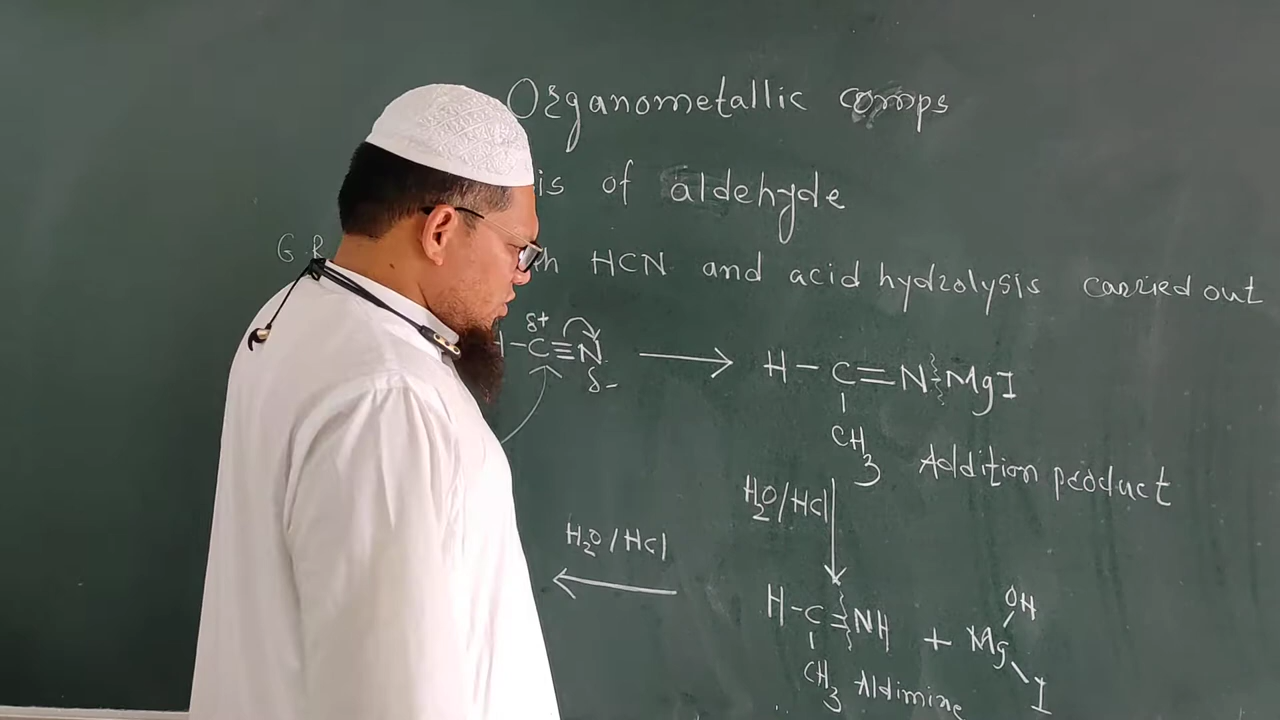 Organometallic comps
is of aldehyde
G.R HCN and acid hydrolysis carried out
δ+
-C≡N
δ-
H-C=N-MgI
CH3
Addition product
H2O/HCl
H2O/HCl
OH
H-C=NH + Mg
I
CH3 Aldimine